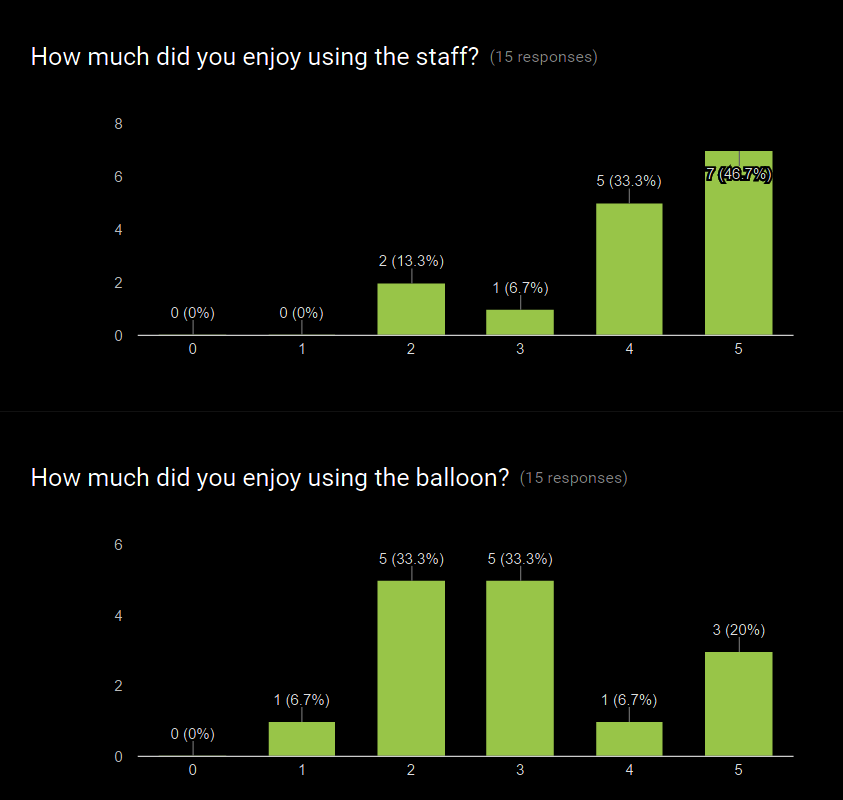 How much did you enjoy using the staff? (15 responses)
8
7 (46.7%)
6
5 (33.3%)
4
2 (13.3%)
2
1 (6.7%)
0 (0%)
0 (0%)
0
0 1 2 3 4 5
How much did you enjoy using the balloon? (15 responses)
6
5 (33.3%) 5 (33.3%)
4
3 (20%)
2
1 (6.7%) 1 (6.7%)
0 (0%)
0
0 1 2 3 4 5